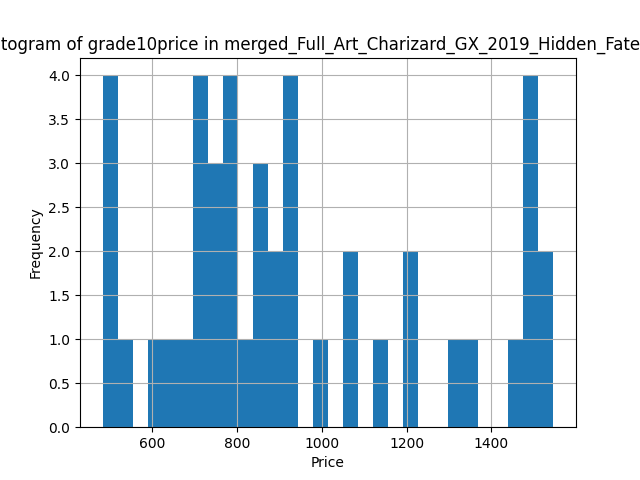 togram of grade10price in merged_Full_Art_Charizard_GX_2019_Hidden_Fate
4.0
3.5
3.0
2.5
2.0
1.5
1.0
0.5
0.0
Frequency
600 800 1000 1200 1400
Price